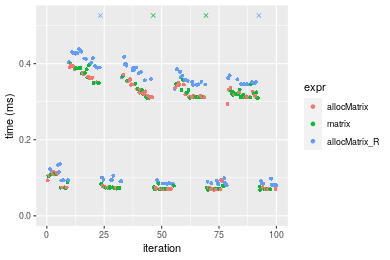 0.4
0.2
0.0
time (ms)
0 25 50 75 100
iteration
expr
allocMatrix
matrix
allocMatrix_R